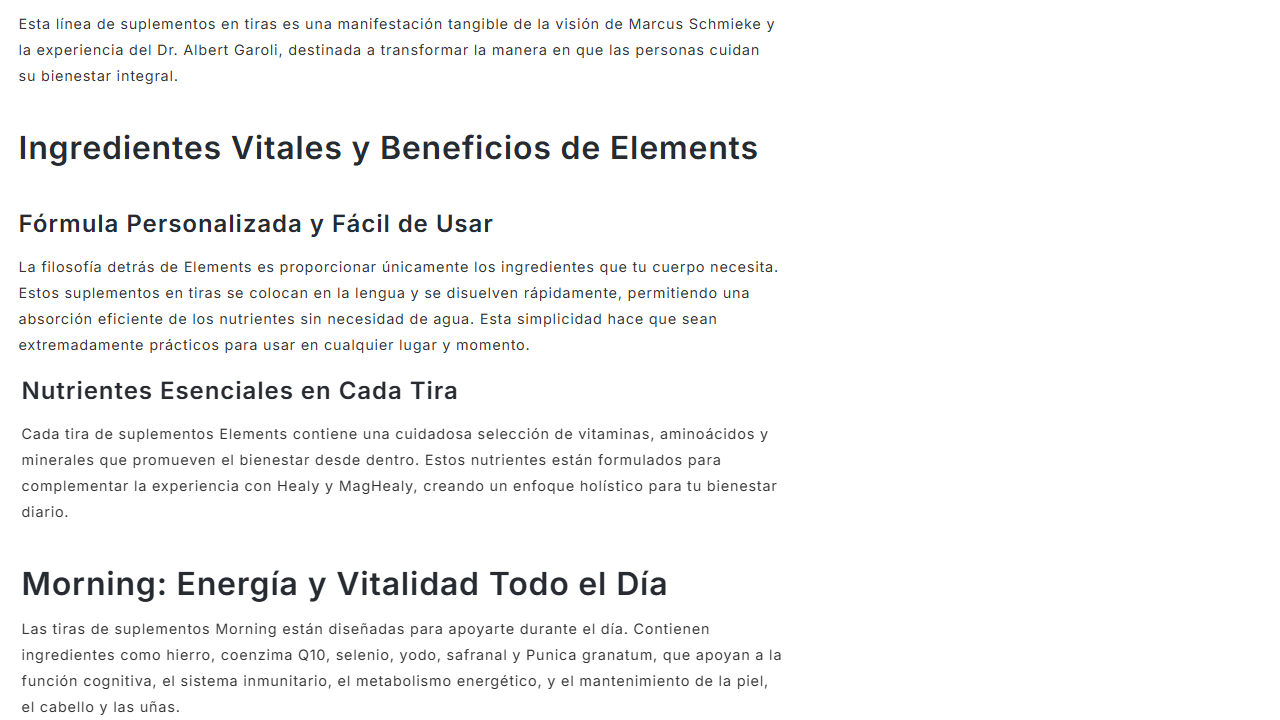 Esta línea de suplementos en tiras es una manifestación tangible de la visión de Marcus Schmieke y
la experiencia del Dr. Albert Garoli, destinada a transformar la manera en que las personas cuidan
su bienestar integral.
Ingredientes Vitales y Beneficios de Elements
Fórmula Personalizada y Fácil de Usar
La filosofía detrás de Elements es proporcionar únicamente los ingredientes que tu cuerpo necesita.
Estos suplementos en tiras se colocan en la lengua y se disuelven rápidamente, permitiendo una
absorción eficiente de los nutrientes sin necesidad de agua. Esta simplicidad hace que sean
extremadamente prácticos para usar en cualquier lugar y momento.
Nutrientes Esenciales en Cada Tira
Cada tira de suplementos Elements contiene una cuidadosa selección de vitaminas, aminoácidos y
minerales que promueven el bienestar desde dentro. Estos nutrientes están formulados para
complementar la experiencia con Healy y MagHealy, creando un enfoque holístico para tu bienestar
diario.
Morning: Energía y Vitalidad Todo el Día
Las tiras de suplementos Morning están diseñadas para apoyarte durante el día. Contienen
ingredientes como hierro, coenzima Q10, selenio, yodo, safranal y Punica granatum, que apoyan a la
función cognitiva, el sistema inmunitario, el metabolismo energético, y el mantenimiento de la piel,
el cabello y las uñas.